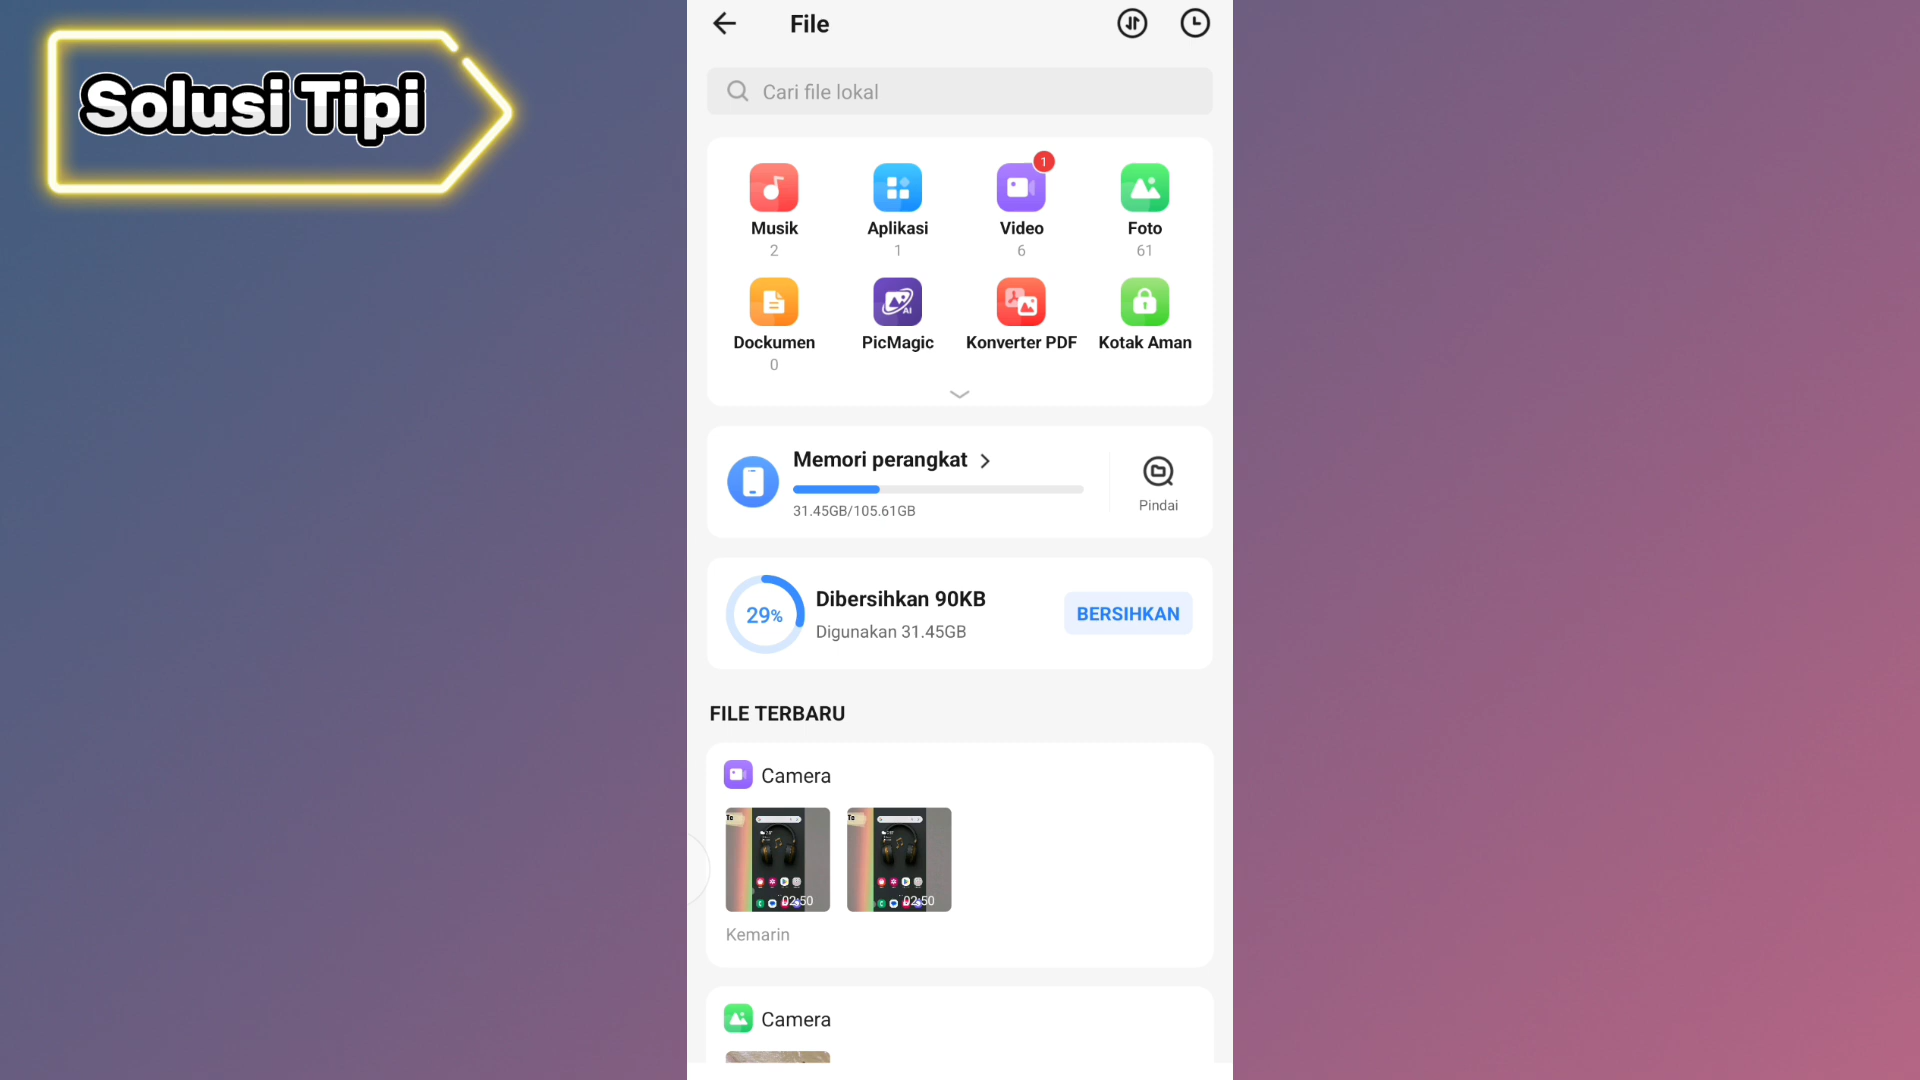 Solusi Tipi
File
Cari file lokal
1
Musik
Aplikasi
Video
Foto
2
1
6
61
AI
Dockumen
PicMagic
Konverter PDF
Kotak Aman
0
Memori perangkat
31.45GB/105.61GB
Pindai
29%
Dibersihkan 90KB
Digunakan 31.45GB
BERSIHKAN
FILE TERBARU
Camera
02:50
02:50
Kemarin
Camera